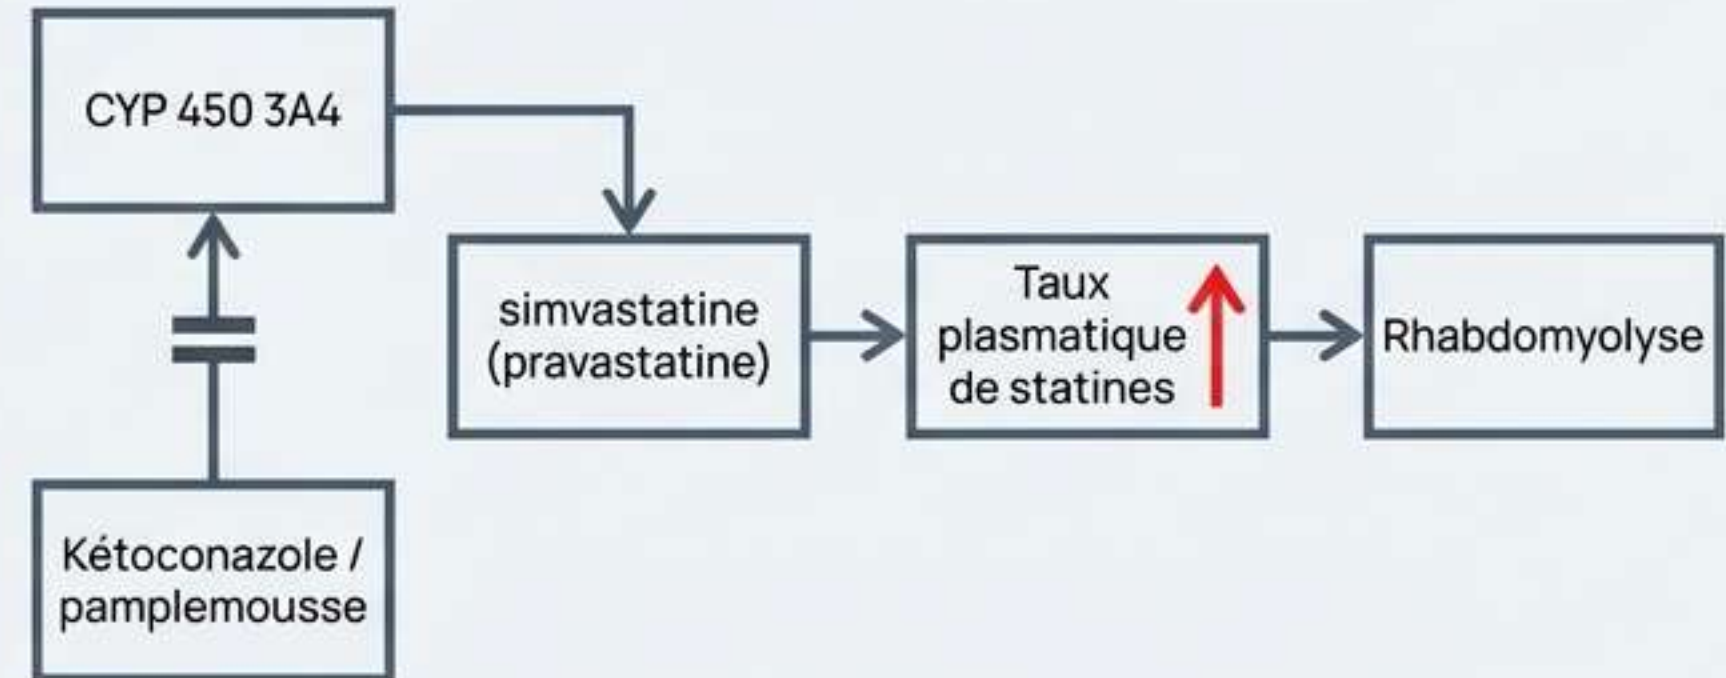 CYP 450 3A4
simvastatine
(pravastatine)
Taux
plasmatique
de statines
Rhabdomyolyse
Kétoconazole /
pamplemousse